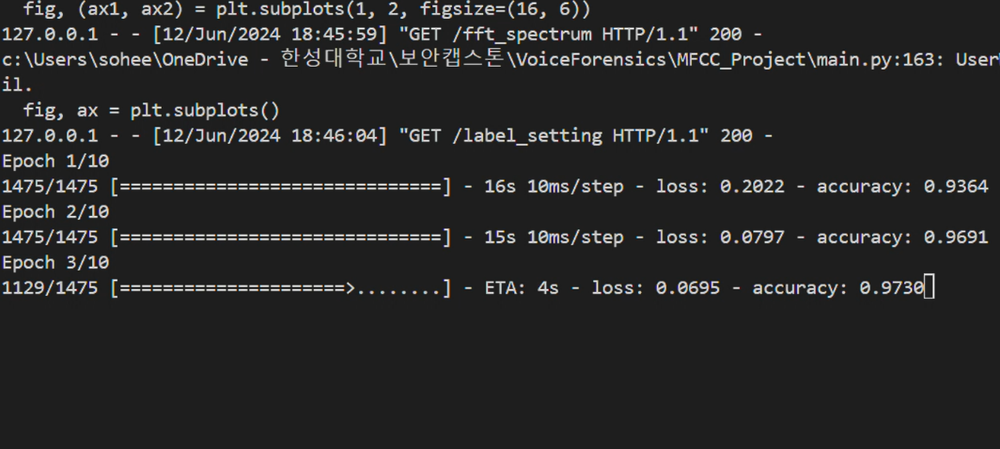 fig, (ax1, ax2) = plt.subplots(1, 2, figsize=(16, 6))
127.0.0.1 - - [12/Jun/2024 18:45:59] "GET /fft_spectrum HTTP/1.1" 200 -
c:\Users\sohee\OneDrive - 한성대학교\보안캡스톤\VoiceForensics\MFCC_Project\main.py:163: User
il.
fig, ax = plt.subplots()
127.0.0.1 - - [12/Jun/2024 18:46:04] "GET /label_setting HTTP/1.1" 200 -
Epoch 1/10
1475/1475 [==============================] - 16s 10ms/step - loss: 0.2022 - accuracy: 0.9364
Epoch 2/10
1475/1475 [==============================] - 15s 10ms/step - loss: 0.0797 - accuracy: 0.9691
Epoch 3/10
1129/1475 [=====================>........] - ETA: 4s - loss: 0.0695 - accuracy: 0.9730